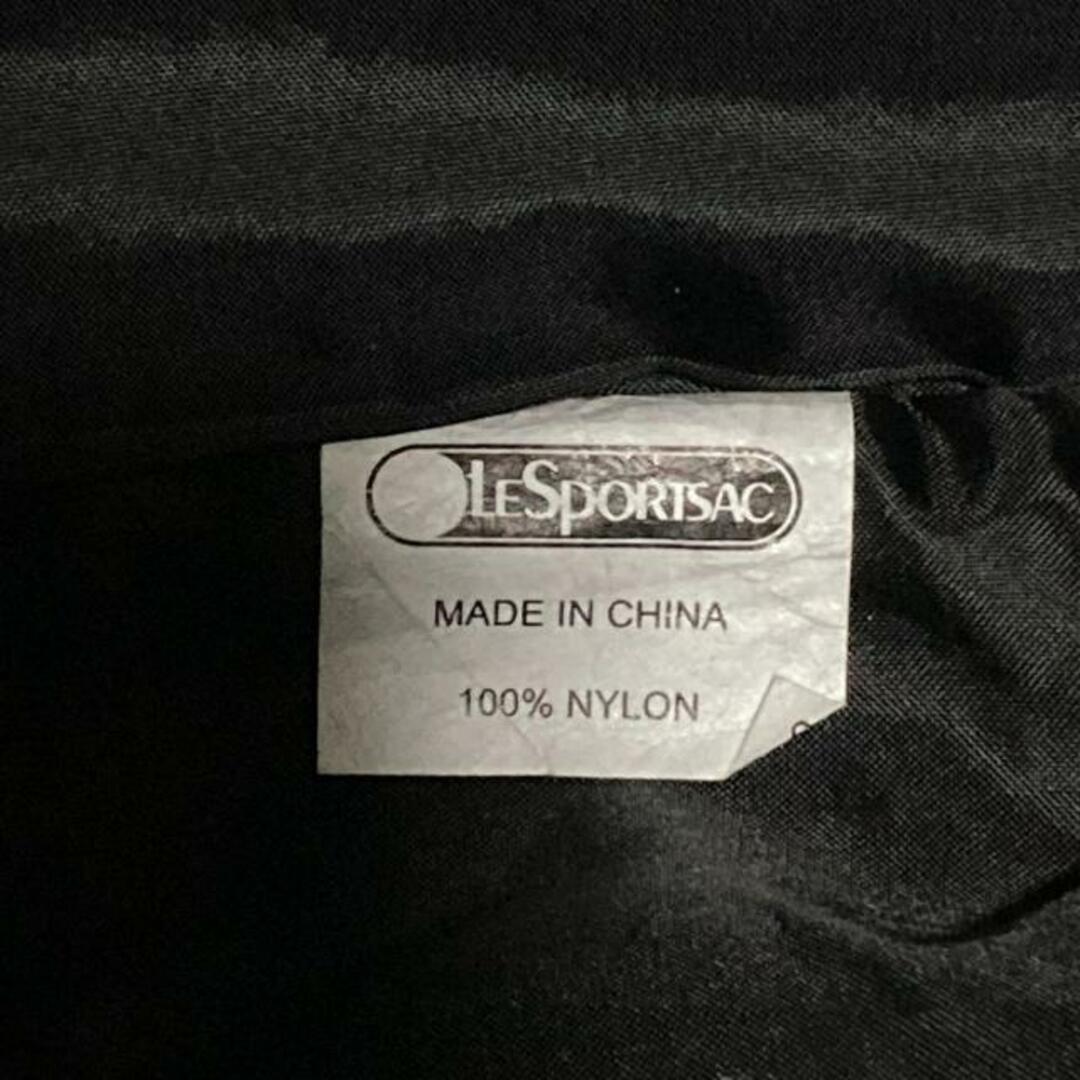 LESPORTSAC
MADE IN CHINA
100% NYLON